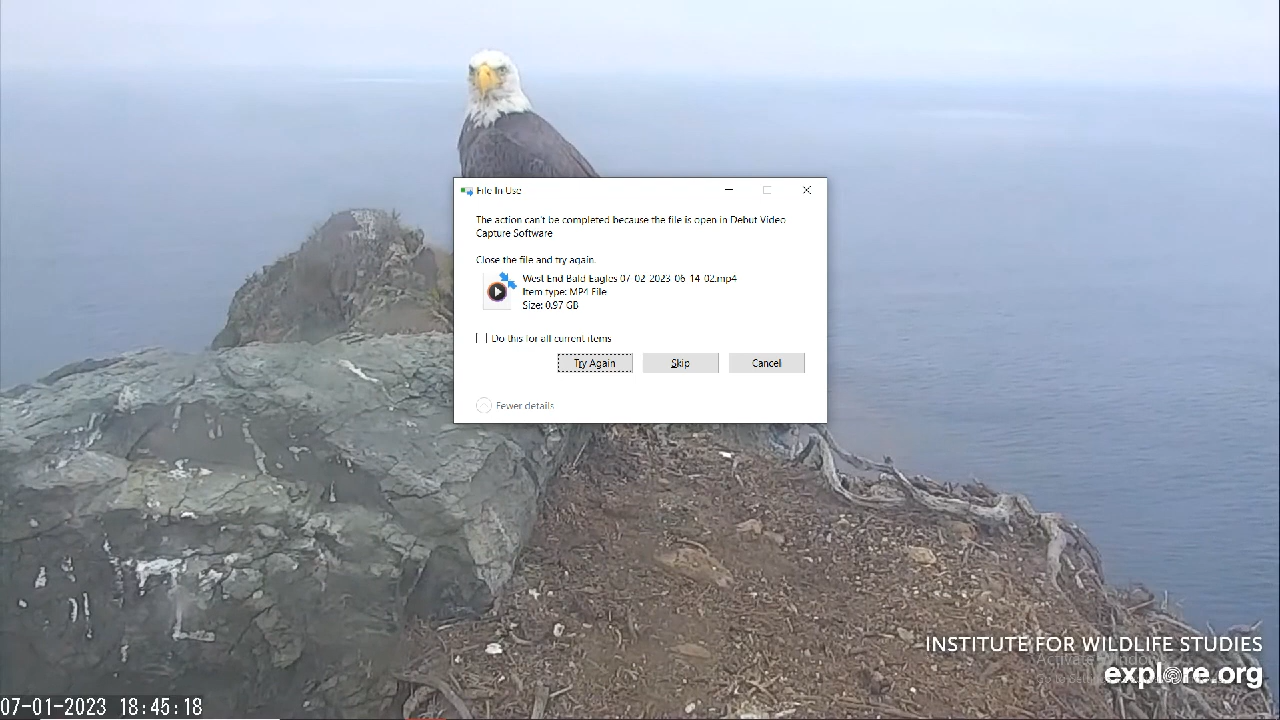 File In Use
The action can't be completed because the file is open in Debut Video
Capture Software
Close the file and try again.
West End Bald Eagles 07-02-2023-06-14-02.mp4
Item type: MP4 File
Size: 0.97 GB
Do this for all current items
Try Again
Skip
Cancel
Fewer details
INSTITUTE FOR WILDLIFE STUDIES
Activate Windows
explore.org
07-01-2023 18:45:18